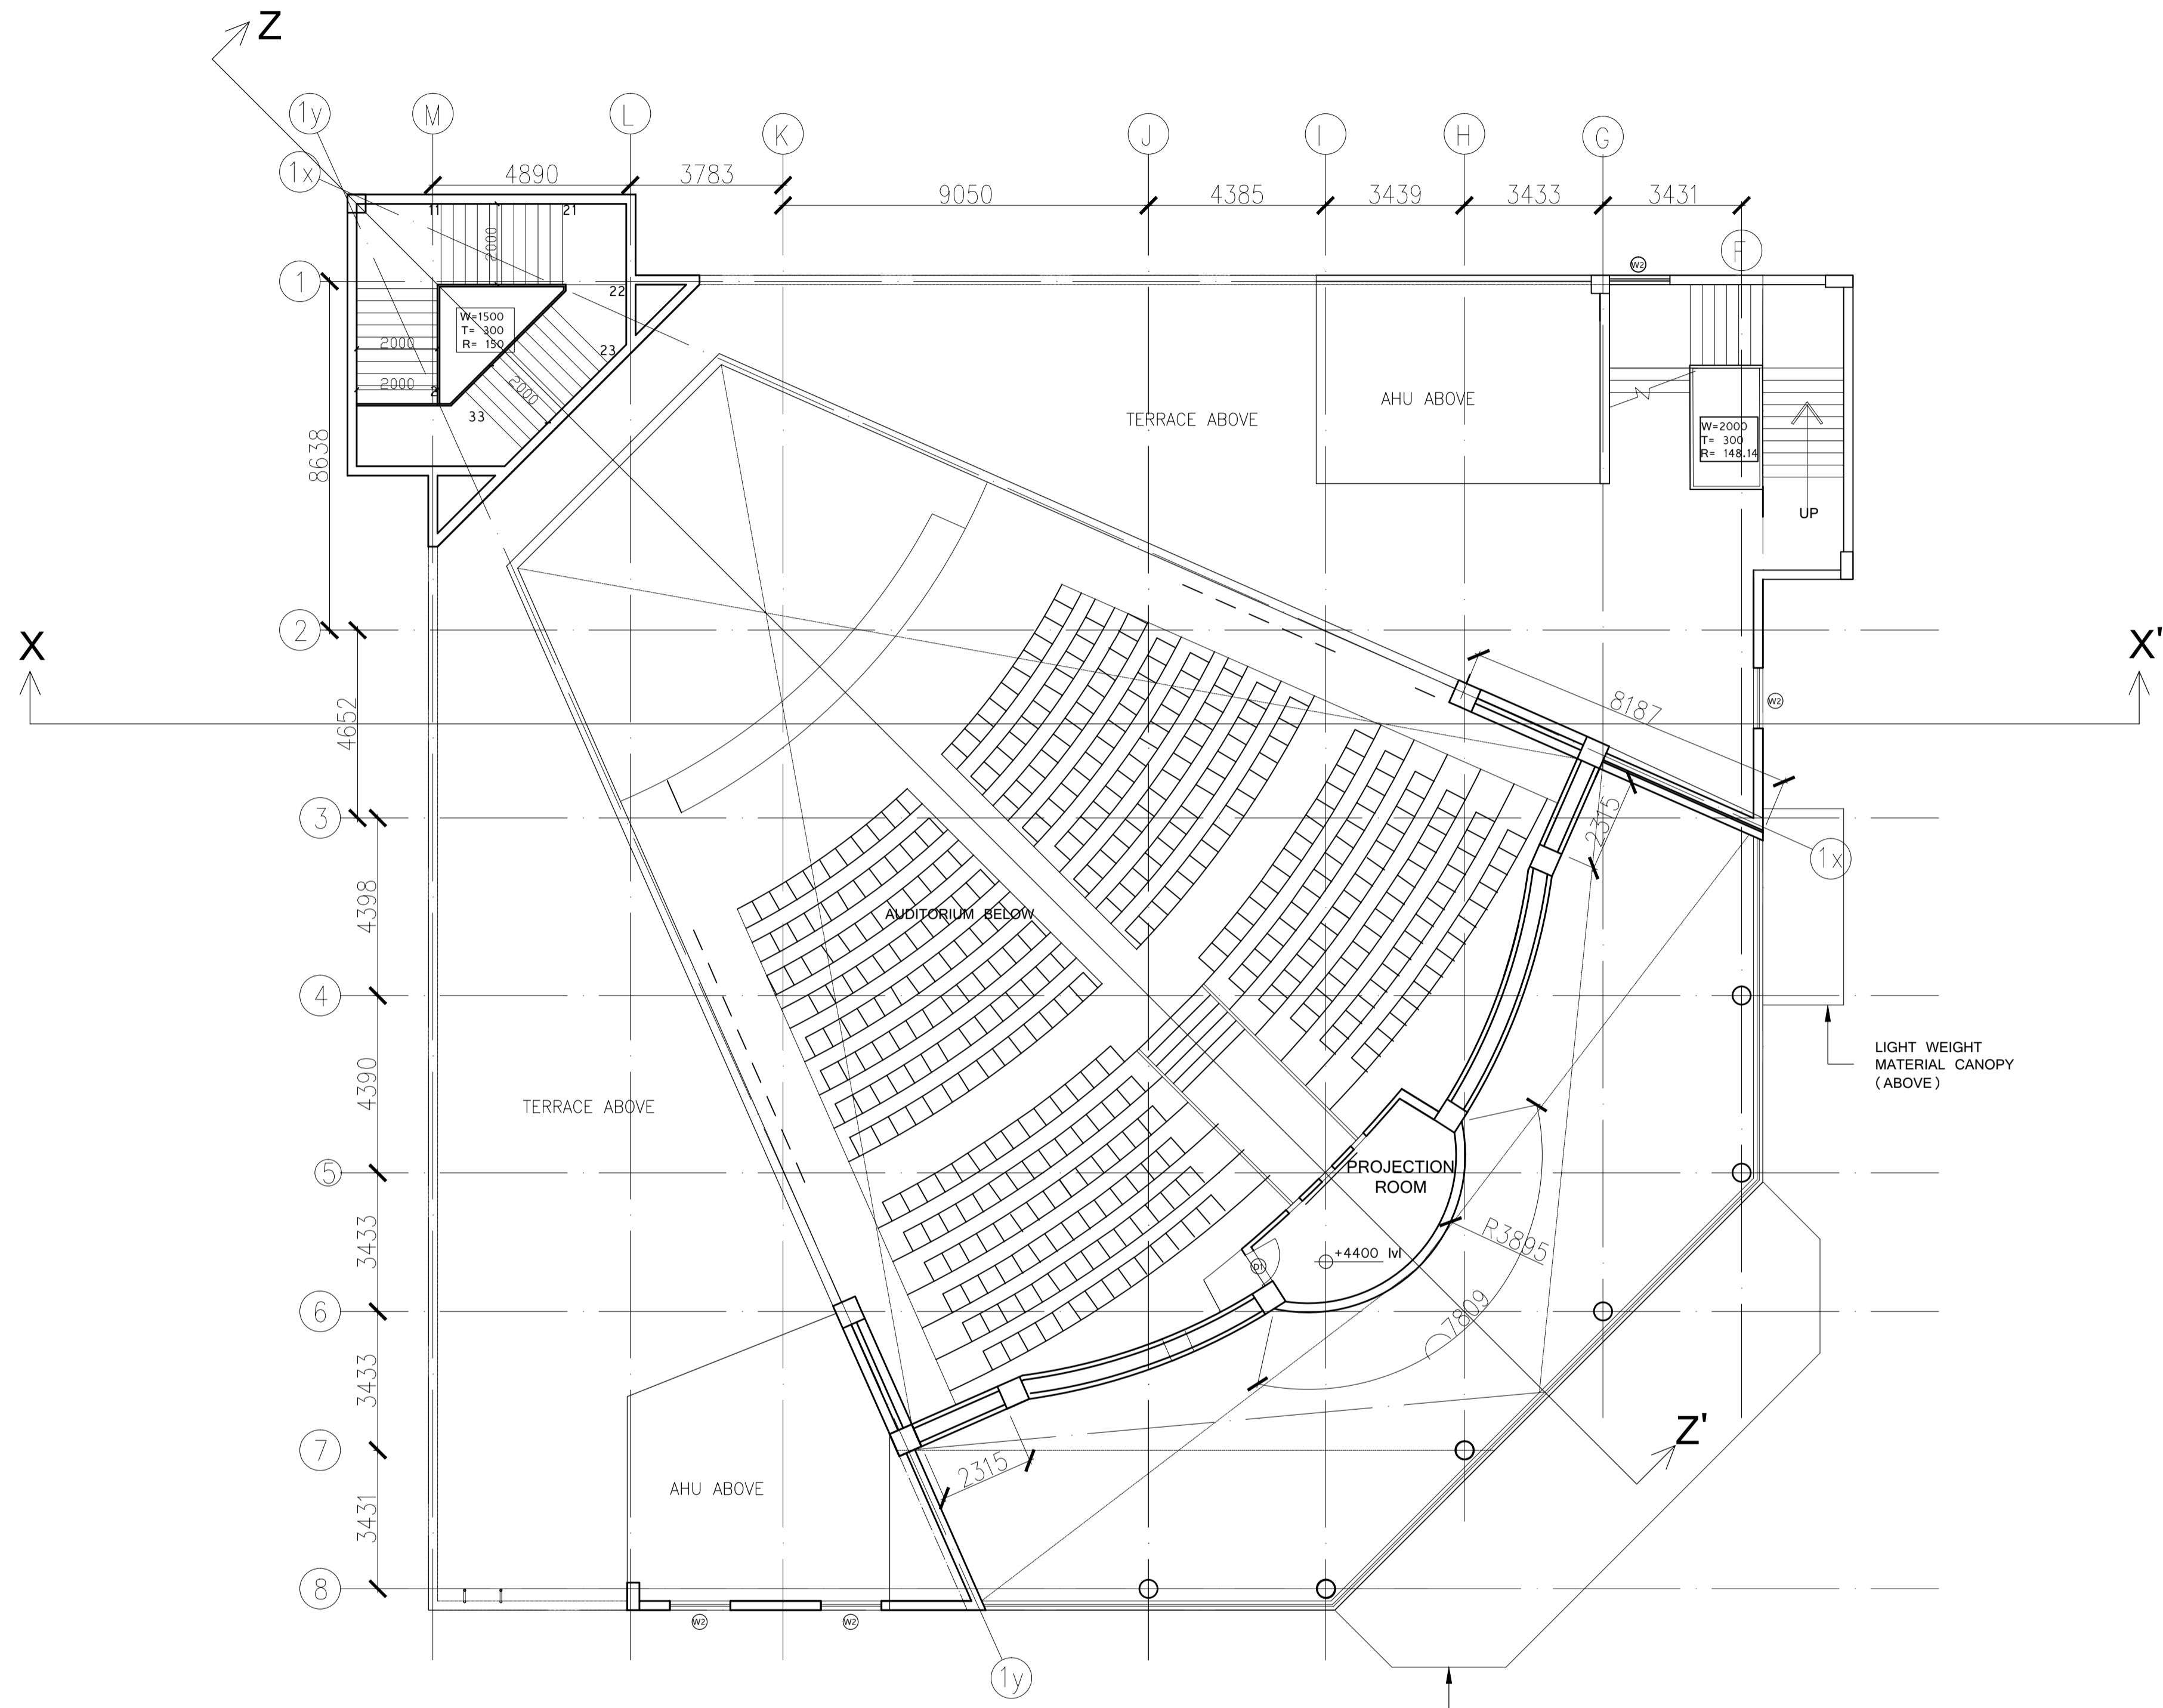 Z
1y
M
L
K
J
I
H
G
1x
4890
3783
9050
4385
3439
3433
3431
F
11
21
2000
1
22
W2
W=1500
T= 300
R= 150
2000
23
2000
2
2000
33
8638
TERRACE ABOVE
AHU ABOVE
W=2000
T= 300
R= 148.14
UP
2
X
X'
4652
8187
W2
3
2315
1x
4398
AUDITORIUM BELOW
4
LIGHT WEIGHT
MATERIAL CANOPY
(ABOVE)
4390
TERRACE ABOVE
5
PROJECTION
ROOM
3433
R3895
+4400 lvl
D1
6
7809
3433
Z'
7
2315
AHU ABOVE
3431
8
W2
W2
1y